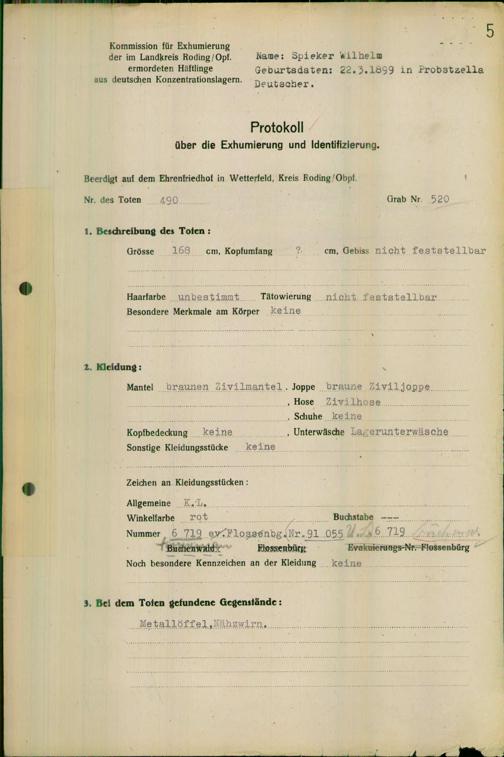 5
Kommission für Exhumierung
der im Landkreis Roding/Opf.
ermordeten Häftlinge
aus deutschen Konzentrationslagern.
Name: Spieker Wilhelm
Geburtsdaten: 22.3.1899 in Probstzella
Deutscher.
Protokoll
über die Exhumierung und Identifizierung.
Beerdigt auf dem Ehrenfriedhof in Wetterfeld, Kreis Roding/Obpf.
Nr. des Toten 490 Grab Nr. 520
1. Beschreibung des Toten:
Grösse 168 cm, Kopfumfang ? cm, Gebiss nicht feststellbar
Haarfarbe unbestimmt Tätowierung nicht feststellbar
Besondere Merkmale am Körper keine
2. Kleidung:
Mantel braunen Zivilmantel. Joppe braune Ziviljoppe
, Hose Zivilhose
, Schuhe keine
Kopfbedeckung keine , Unterwäsche Lagerunterwäsche
Sonstige Kleidungsstücke keine
Zeichen an Kleidungsstücken:
Allgemeine K.L.
Winkelfarbe rot Buchstabe ---
Nummer 6 719 ev.Flossenbg.Nr.91 055 6 719
Buchenwald Flossenbürg Evakuierungs-Nr. Flossenbürg
Noch besondere Kennzeichen an der Kleidung keine
3. Bei dem Toten gefundene Gegenstände:
Metallöffel,Nähzwirn.